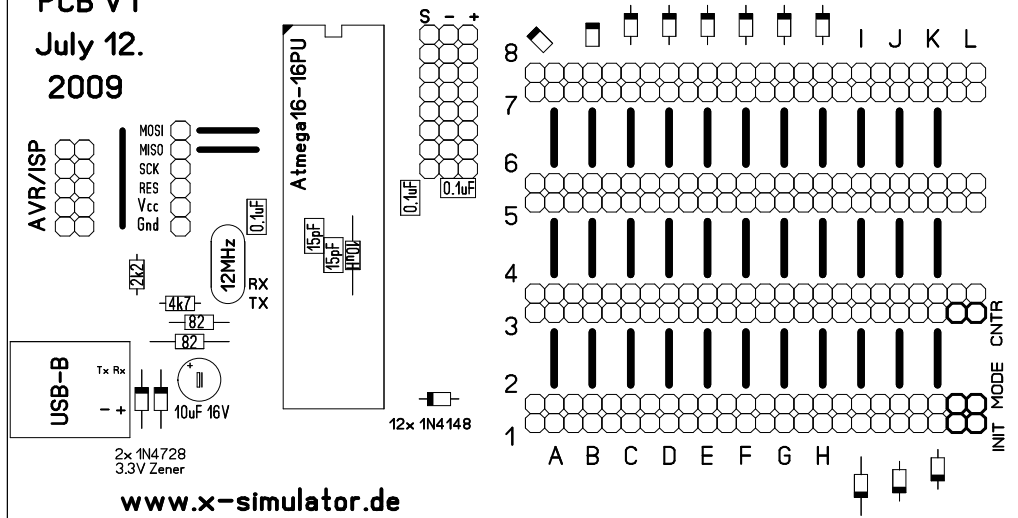 PCB V1
July 12.
2009
AVR/ISP
MOSI
MISO
SCK
RES
Vcc
Gnd
0.1uF
12MHz
RX
TX
2k2
4k7
82
82
USB-B
Tx Rx
- +
+
10uF 16V
2x 1N4728
3.3V Zener
www.x-simulator.de
Atmega16-16PU
15pF
15pF
10uH
S - +
0.1uF
0.1uF
12x 1N4148
I J K L
8
7
6
5
4
3
2
1
A B C D E F G H
CNTR
MODE
INIT